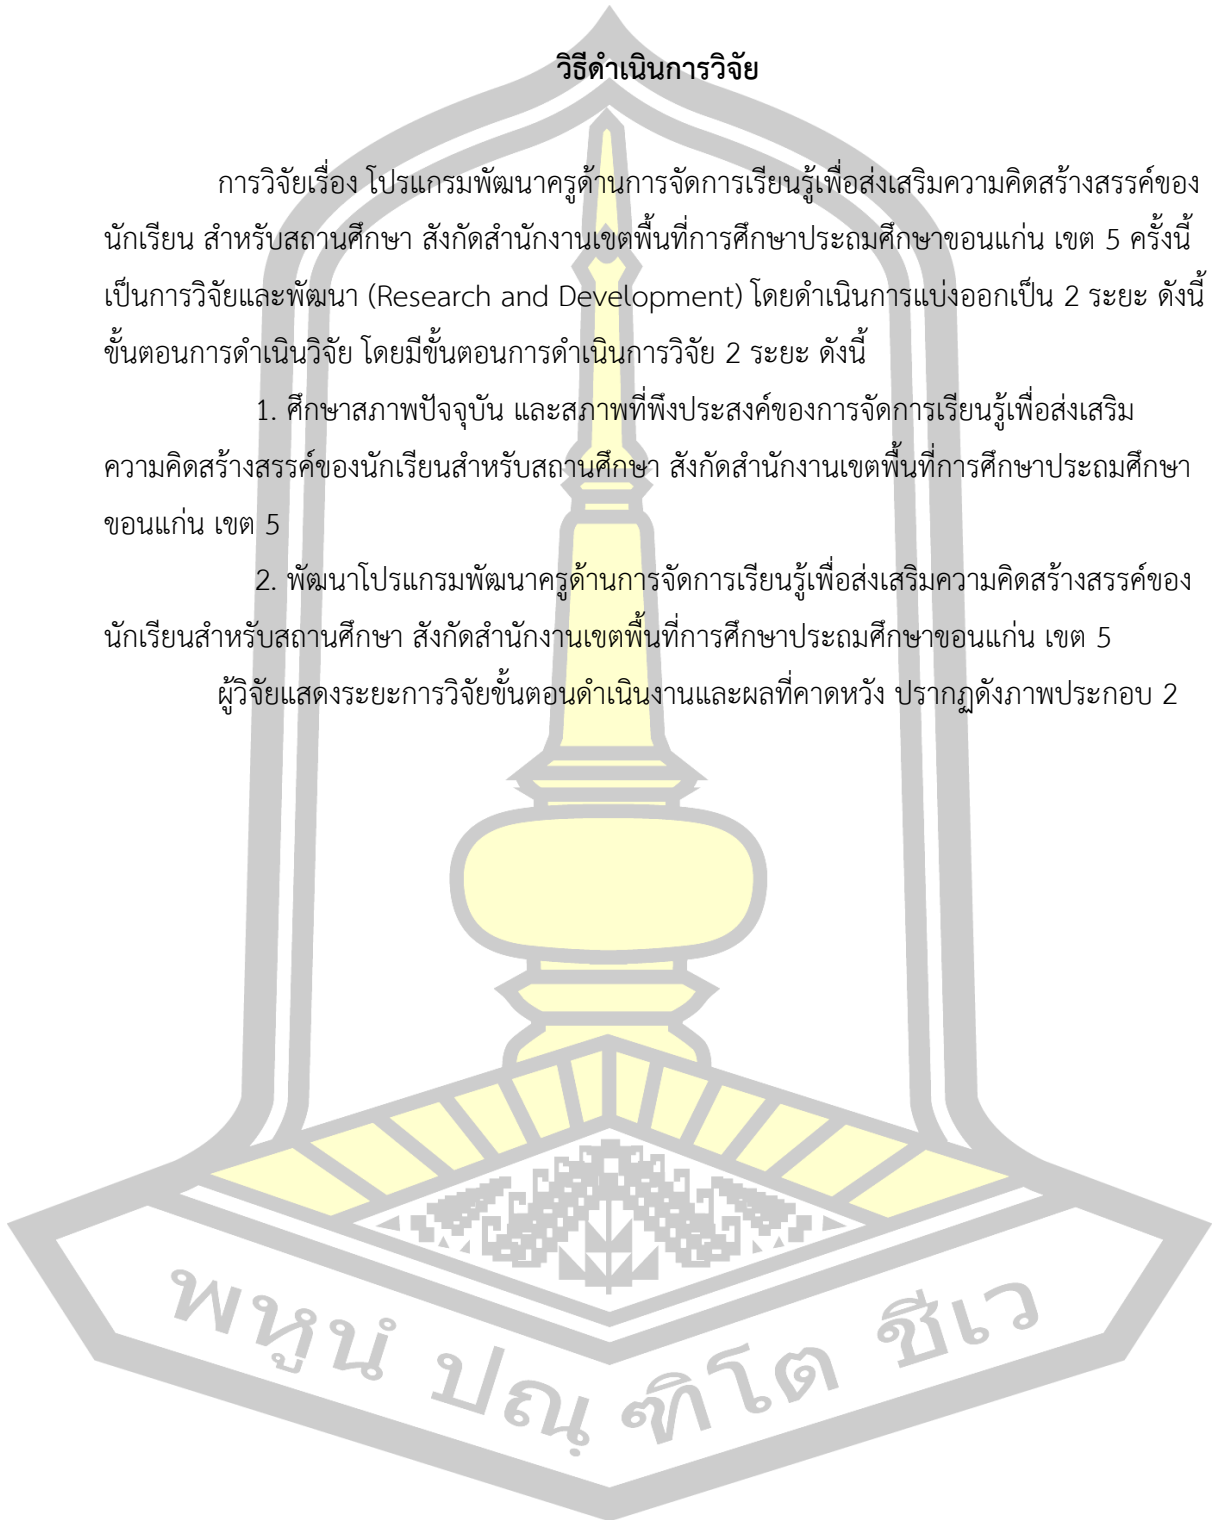 วิธีดำเนินการวิจัย
การวิจัยเรื่อง โปรแกรมพัฒนาครูด้านการจัดการเรียนรู้เพื่อส่งเสริมความคิดสร้างสรรค์ของ
นักเรียน สำหรับสถานศึกษา สังกัดสำนักงานเขตพื้นที่การศึกษาประถมศึกษาขอนแก่น เขต 5 ครั้งนี้
เป็นการวิจัยและพัฒนา (Research and Development) โดยดำเนินการแบ่งออกเป็น 2 ระยะ ดังนี้
ขั้นตอนการดำเนินวิจัย โดยมีขั้นตอนการดำเนินการวิจัย 2 ระยะ ดังนี้
1. ศึกษาสภาพปัจจุบัน และสภาพที่พึงประสงค์ของการจัดการเรียนรู้เพื่อส่งเสริม
ความคิดสร้างสรรค์ของนักเรียนสำหรับสถานศึกษา สังกัดสำนักงานเขตพื้นที่การศึกษาประถมศึกษา
ขอนแก่น เขต 5
2. พัฒนาโปรแกรมพัฒนาครูด้านการจัดการเรียนรู้เพื่อส่งเสริมความคิดสร้างสรรค์ของ
นักเรียนสำหรับสถานศึกษา สังกัดสำนักงานเขตพื้นที่การศึกษาประถมศึกษาขอนแก่น เขต 5
ผู้วิจัยแสดงระยะการวิจัยขั้นตอนดำเนินงานและผลที่คาดหวัง ปรากฏดังภาพประกอบ 2
พหูนํ ปณฺฑิโต ชีเว